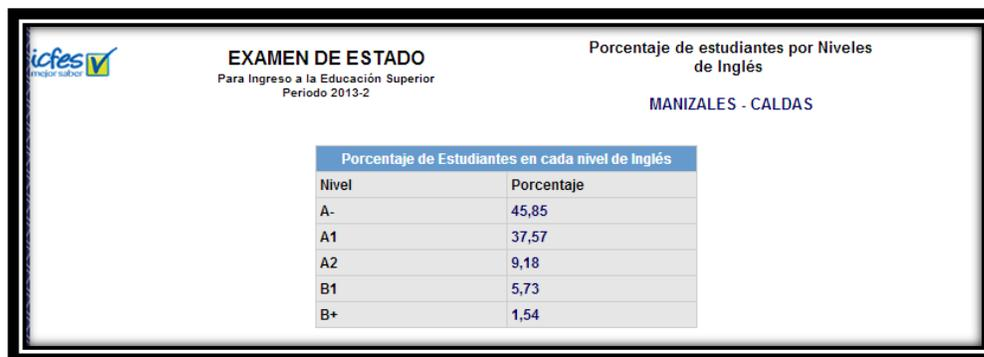 icfes
mejor saber
EXAMEN DE ESTADO
Para Ingreso a la Educación Superior
Periodo 2013-2
Porcentaje de estudiantes por Niveles
de Inglés
MANIZALES - CALDAS
Porcentaje de Estudiantes en cada nivel de Inglés
Nivel Porcentaje
A- 45,85
A1 37,57
A2 9,18
B1 5,73
B+ 1,54